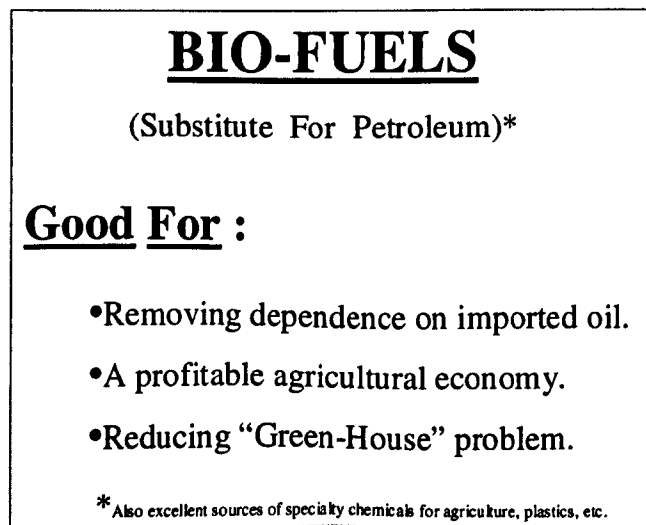 BIO-FUELS
(Substitute For Petroleum)*
Good For :
•Removing dependence on imported oil.
•A profitable agricultural economy.
•Reducing “Green-House” problem.
*Also excellent sources of specialty chemicals for agriculture, plastics, etc.